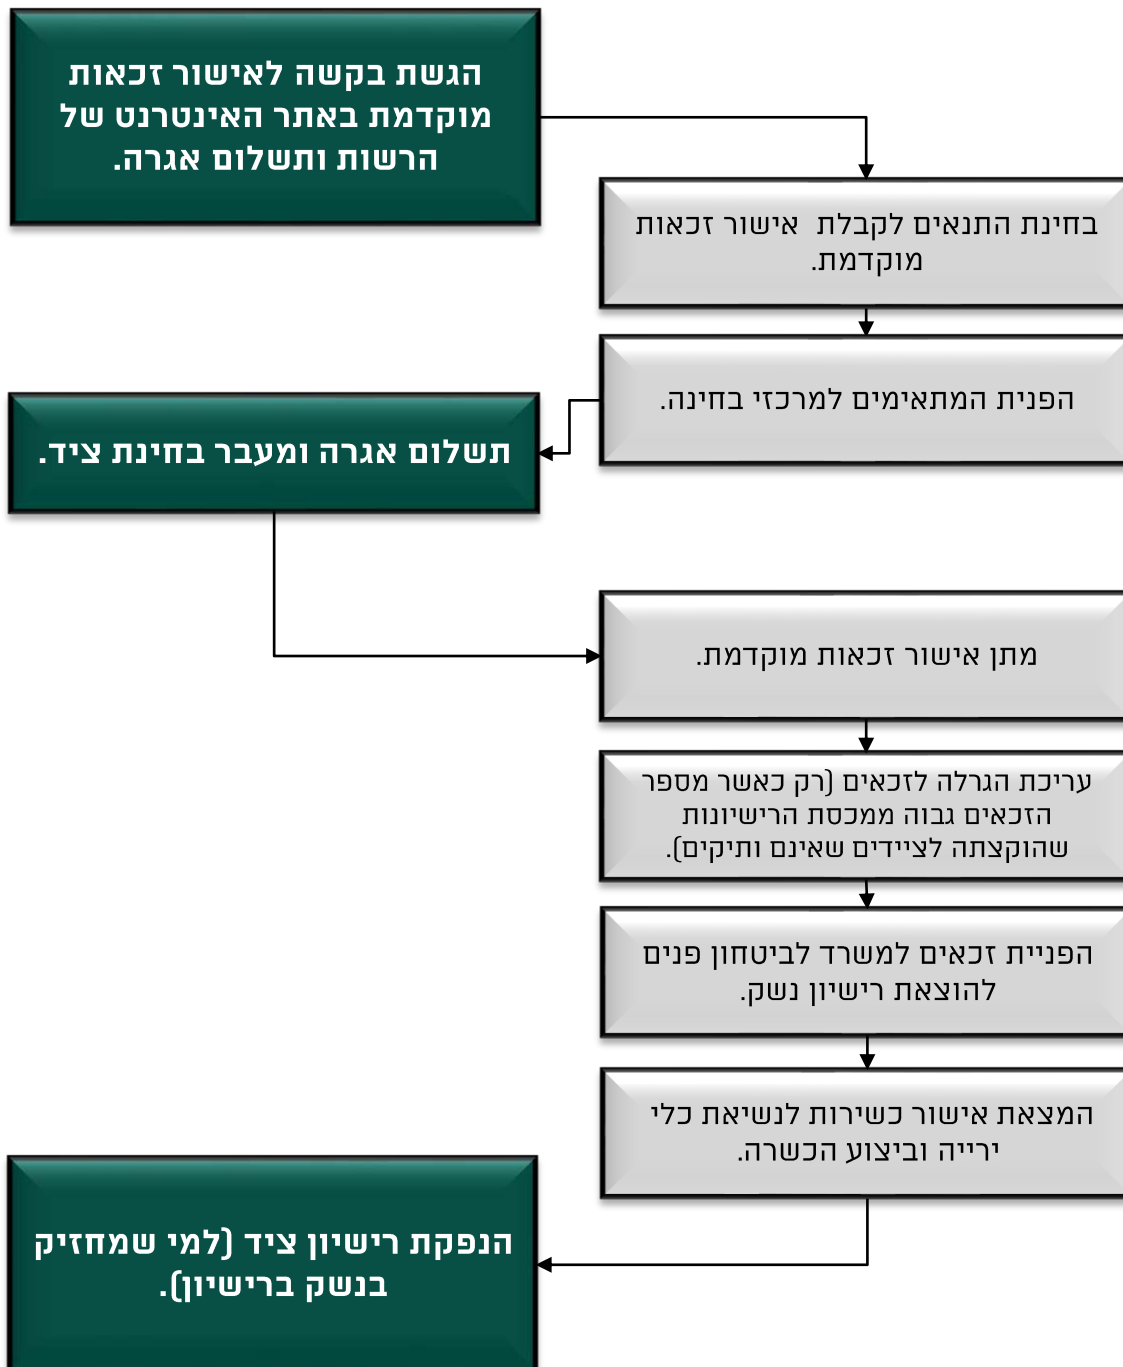 הגשת בקשה לאישור זכאות
מוקדמת באתר האינטרנט של
הרשות ותשלום אגרה.
בחינת התנאים לקבלת אישור זכאות
מוקדמת.
הפנית המתאימים למרכזי בחינה.
תשלום אגרה ומעבר בחינת ציד.
מתן אישור זכאות מוקדמת.
עריכת הגרלה לזכאים (רק כאשר מספר
הזכאים גבוה ממכסת הרישיונות
שהוקצתה לציידים שאינם ותיקים).
הפניית זכאים למשרד לביטחון פנים
להוצאת רישיון נשק.
המצאת אישור כשירות לנשיאת כלי
ירייה וביצוע הכשרה.
הנפקת רישיון ציד (למי שמחזיק
בנשק ברישיון).